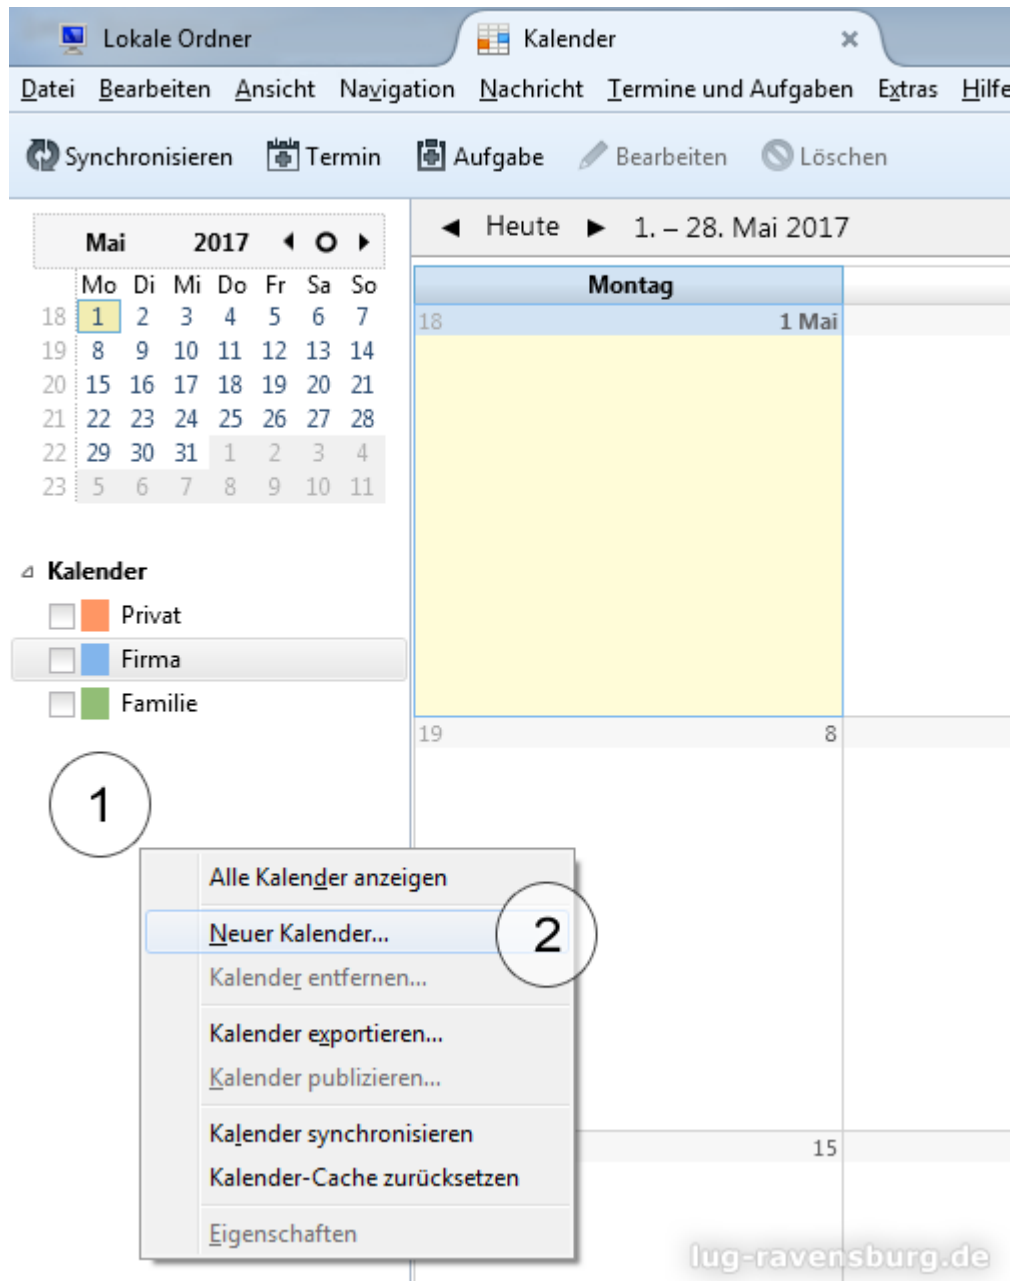 Lokale Ordner Kalender
Datei Bearbeiten Ansicht Navigation Nachricht Termine und Aufgaben Extras Hilfe
Synchronisieren Termin Aufgabe Bearbeiten Löschen
Mai 2017
Mo Di Mi Do Fr Sa So
18 1 2 3 4 5 6 7
19 8 9 10 11 12 13 14
20 15 16 17 18 19 20 21
21 22 23 24 25 26 27 28
22 29 30 31 1 2 3 4
23 5 6 7 8 9 10 11
Kalender
Privat
Firma
Familie
Heute 1. – 28. Mai 2017
Montag
18 1 Mai
19 8
15
1
Alle Kalender anzeigen
Neuer Kalender...
2
Kalender entfernen...
Kalender exportieren...
Kalender publizieren...
Kalender synchronisieren
Kalender-Cache zurücksetzen
Eigenschaften
lug-ravensburg.de